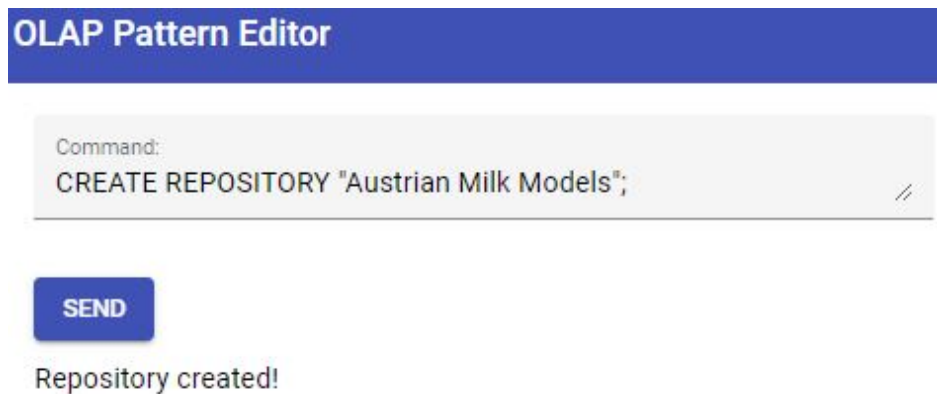 OLAP Pattern Editor
Command:
CREATE REPOSITORY "Austrian Milk Models";
SEND
Repository created!